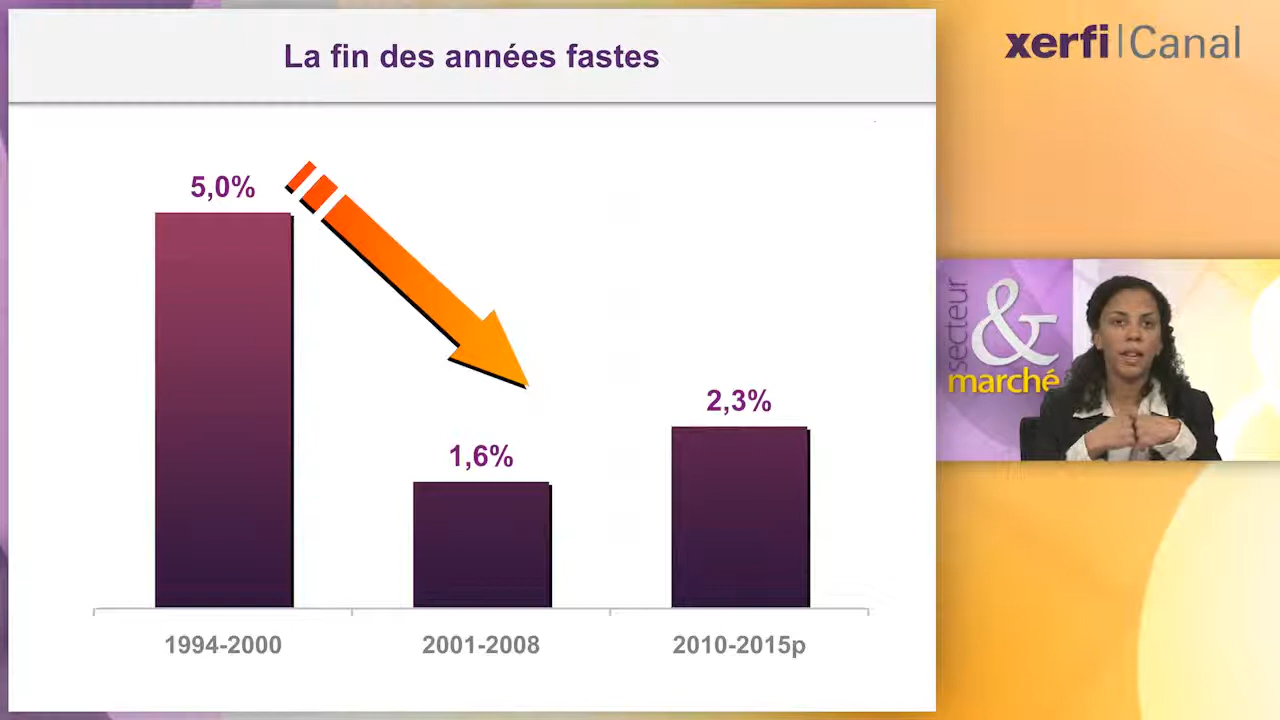 La fin des années fastes
xerfi|Canal
5,0%
1,6%
2,3%
1994-2000
2001-2008
2010-2015p
secteur
&
marché